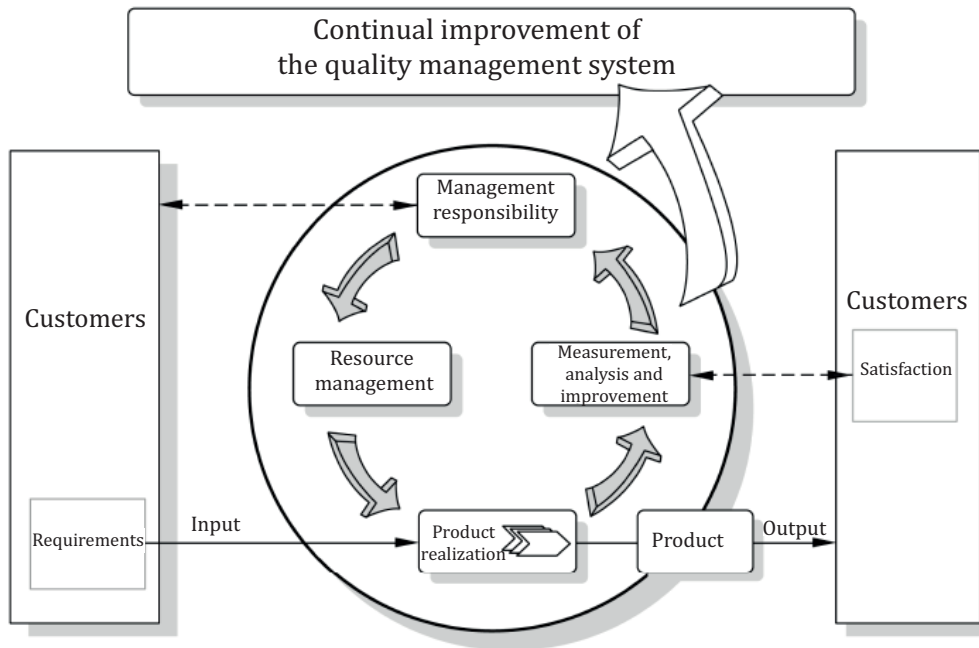 Continual improvement of
the quality management system
Management
responsibility
Customers
Customers
Resource
management
Measurement,
analysis and
improvement
Satisfaction
Requirements
Input
Product
realization
Product
Output